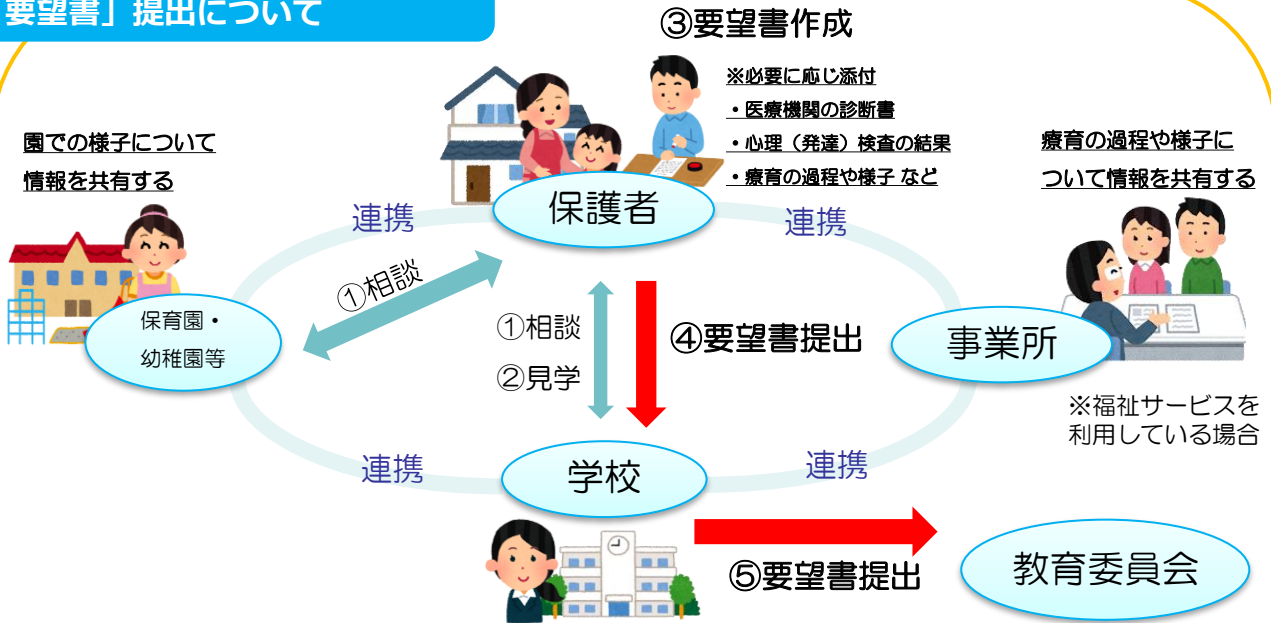 要望書」提出について
③要望書作成
※必要に応じ添付
・医療機関の診断書
・心理（発達）検査の結果
・療育の過程や様子 など
園での様子について
情報を共有する
療育の過程や様子に
ついて情報を共有する
連携
保護者
連携
①相談
保育園・
幼稚園等
①相談
②見学
④要望書提出
事業所
※福祉サービスを
利用している場合
連携
学校
連携
⑤要望書提出
教育委員会